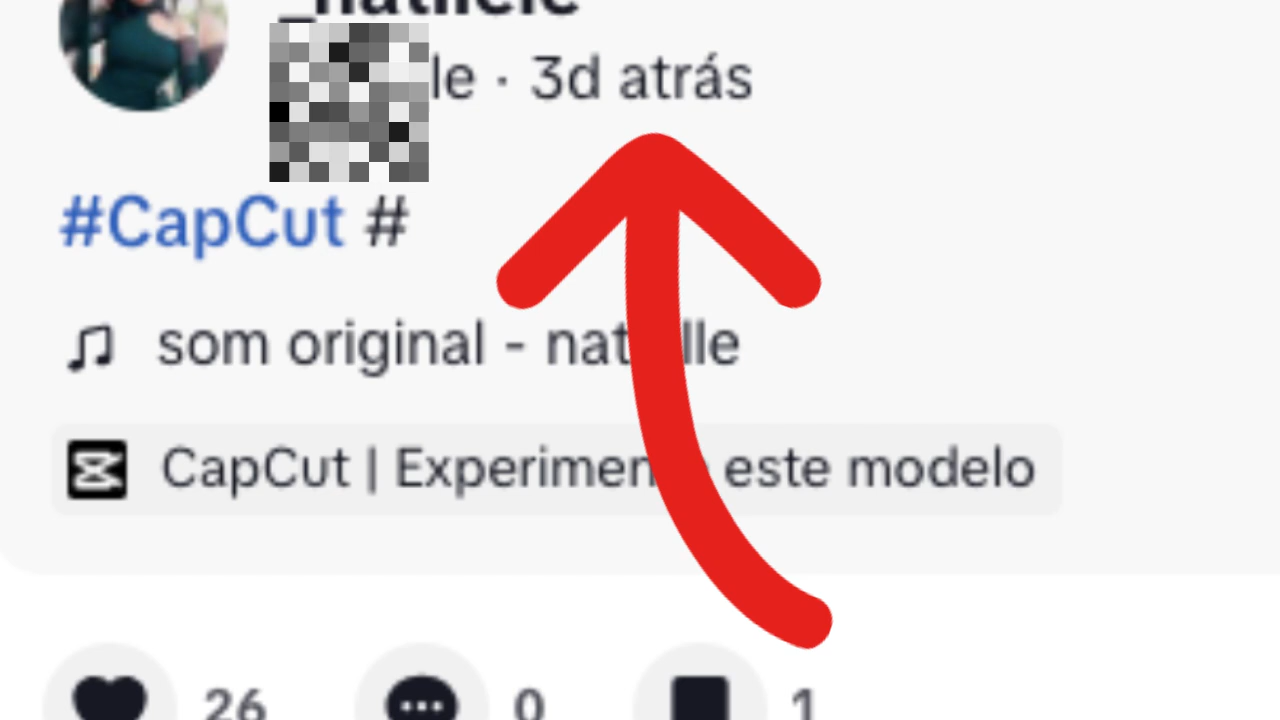 le · 3d atrás
#CapCut #
som original - nat lle
CapCut | Experimen este modelo
26 0 1